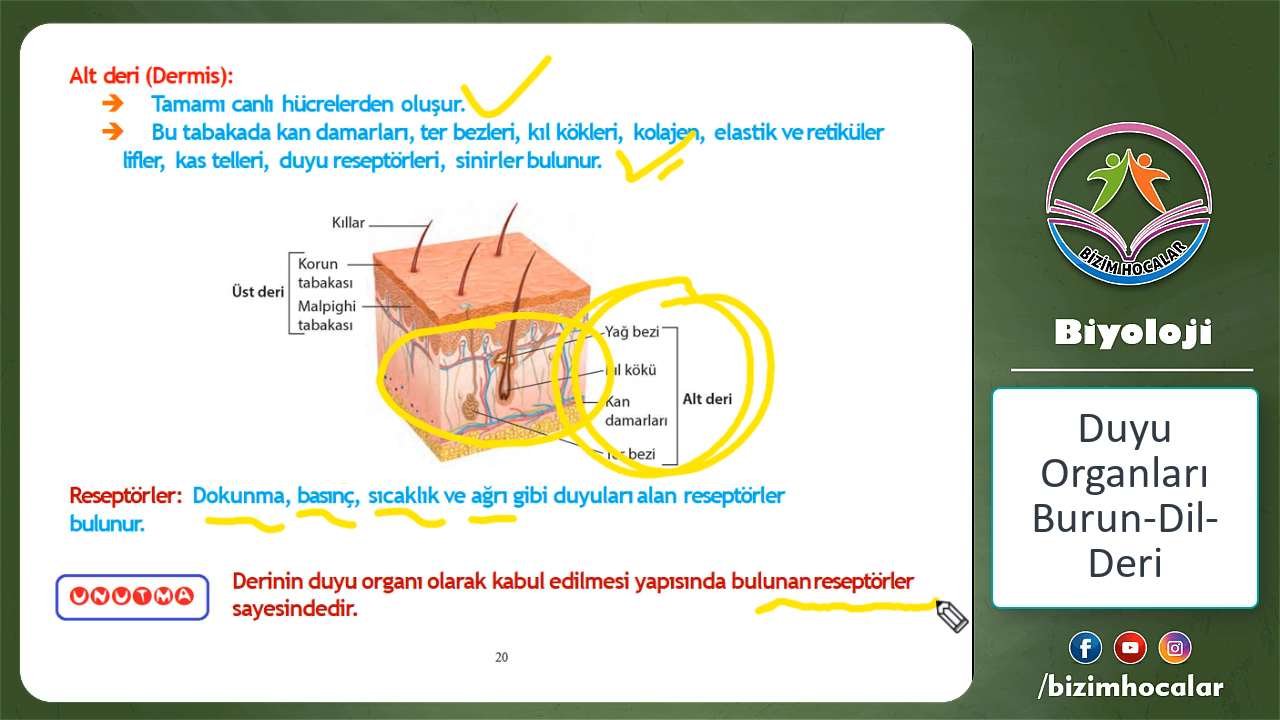 Alt deri (Dermis):
➔ Tamamı canlı hücrelerden oluşur.
➔ Bu tabakada kan damarları, ter bezleri, kıl kökleri, kolajen, elastik ve retiküler
lifler, kas telleri, duyu reseptörleri, sinirler bulunur.
Kıllar
Üst deri
Korun
tabakası
Malpighi
tabakası
Yağ bezi
Kıl kökü
Kan
damarları
Ter bezi
Alt deri
Reseptörler: Dokunma, basınç, sıcaklık ve ağrı gibi duyuları alan reseptörler
bulunur.
UNUTMA
Derinin duyu organı olarak kabul edilmesi yapısında bulunan reseptörler
sayesindedir.
20
BİZİM HOCALAR
Biyoloji
Duyu
Organları
Burun-Dil-
Deri
/bizimhocalar